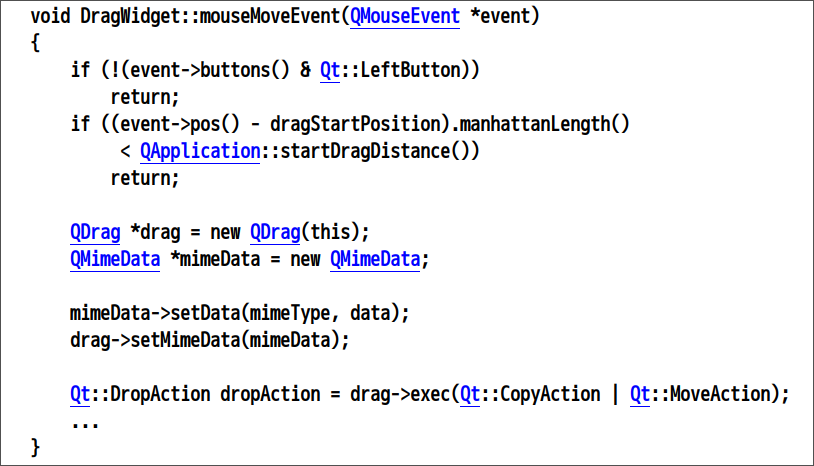 void DragWidget::mouseMoveEvent(QMouseEvent *event)
{
    if (!(event->buttons() & Qt::LeftButton))
        return;
    if ((event->pos() - dragStartPosition).manhattanLength()
         < QApplication::startDragDistance())
        return;

    QDrag *drag = new QDrag(this);
    QMimeData *mimeData = new QMimeData;

    mimeData->setData(mimeType, data);
    drag->setMimeData(mimeData);

    Qt::DropAction dropAction = drag->exec(Qt::CopyAction | Qt::MoveAction);
    ...
}